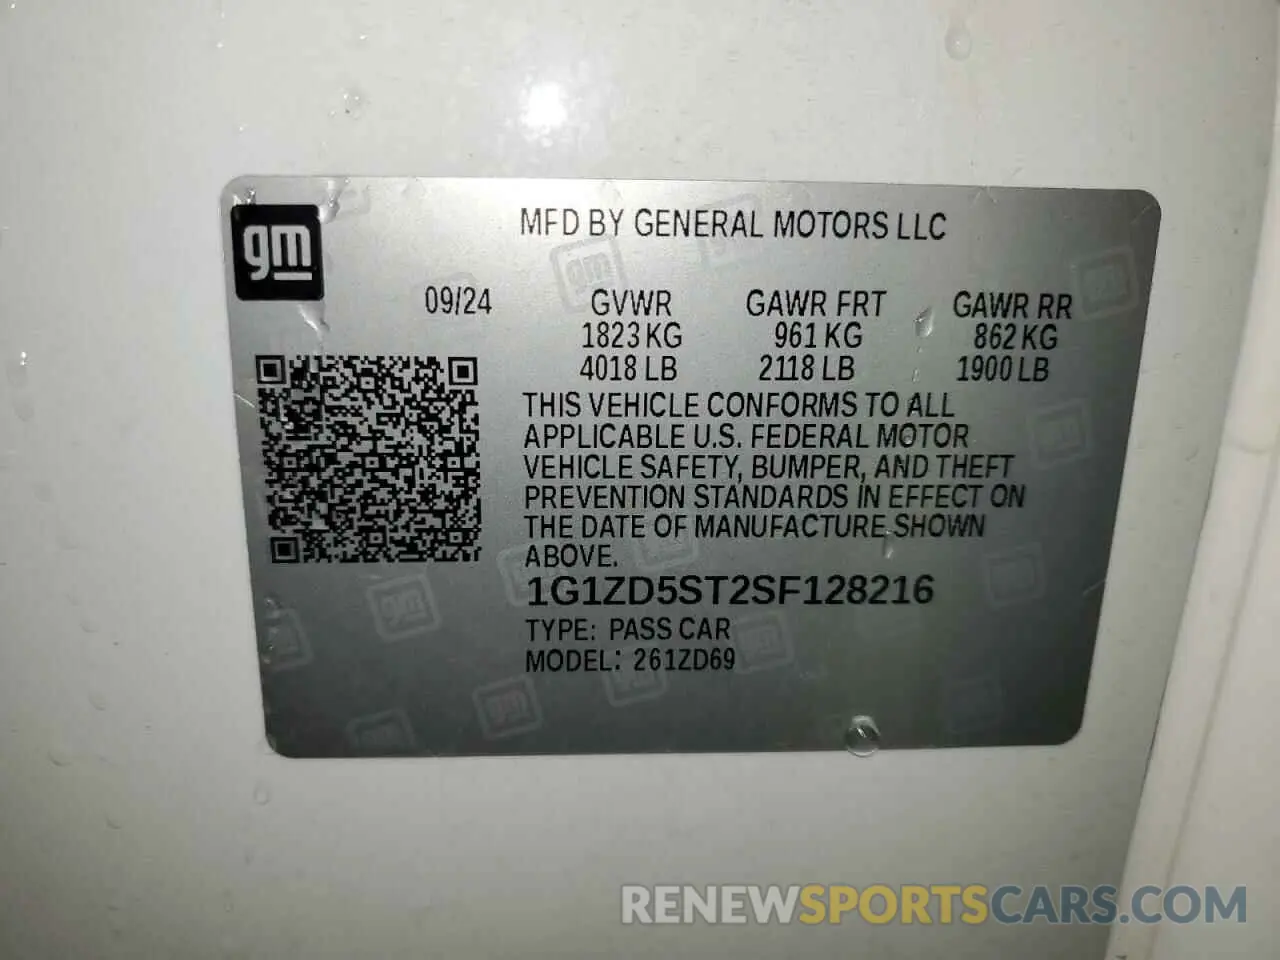 gm
MFD BY GENERAL MOTORS LLC
09/24 GVWR GAWR FRT GAWR RR
1823 KG 961 KG 862 KG
4018 LB 2118 LB 1900 LB
THIS VEHICLE CONFORMS TO ALL
APPLICABLE U.S. FEDERAL MOTOR
VEHICLE SAFETY, BUMPER, AND THEFT
PREVENTION STANDARDS IN EFFECT ON
THE DATE OF MANUFACTURE SHOWN
ABOVE.
1G1ZD5ST2SF128216
TYPE: PASS CAR
MODEL: 261ZD69
RENEWSPORTSCARS.COM